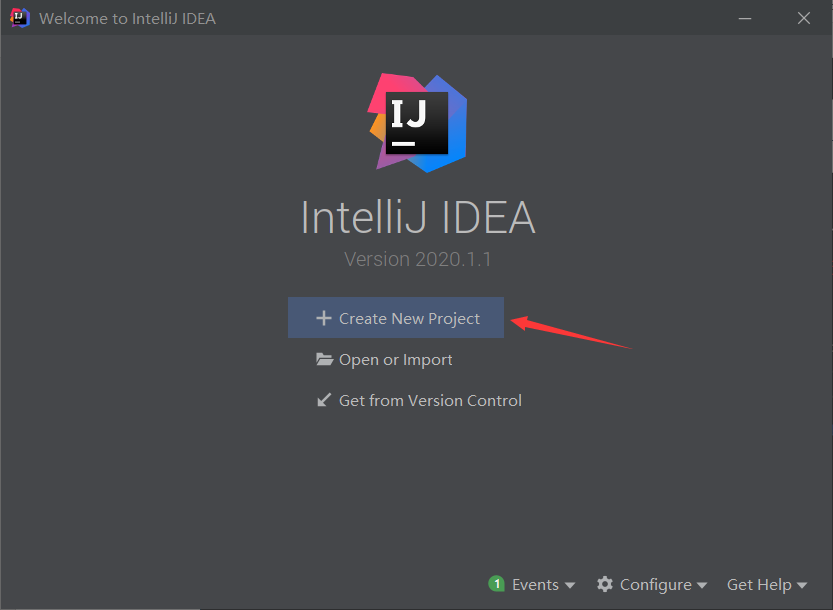 IJ Welcome to IntelliJ IDEA
IJ
IntelliJ IDEA
Version 2020.1.1
Create New Project
Open or Import
Get from Version Control
1 Events Configure Get Help